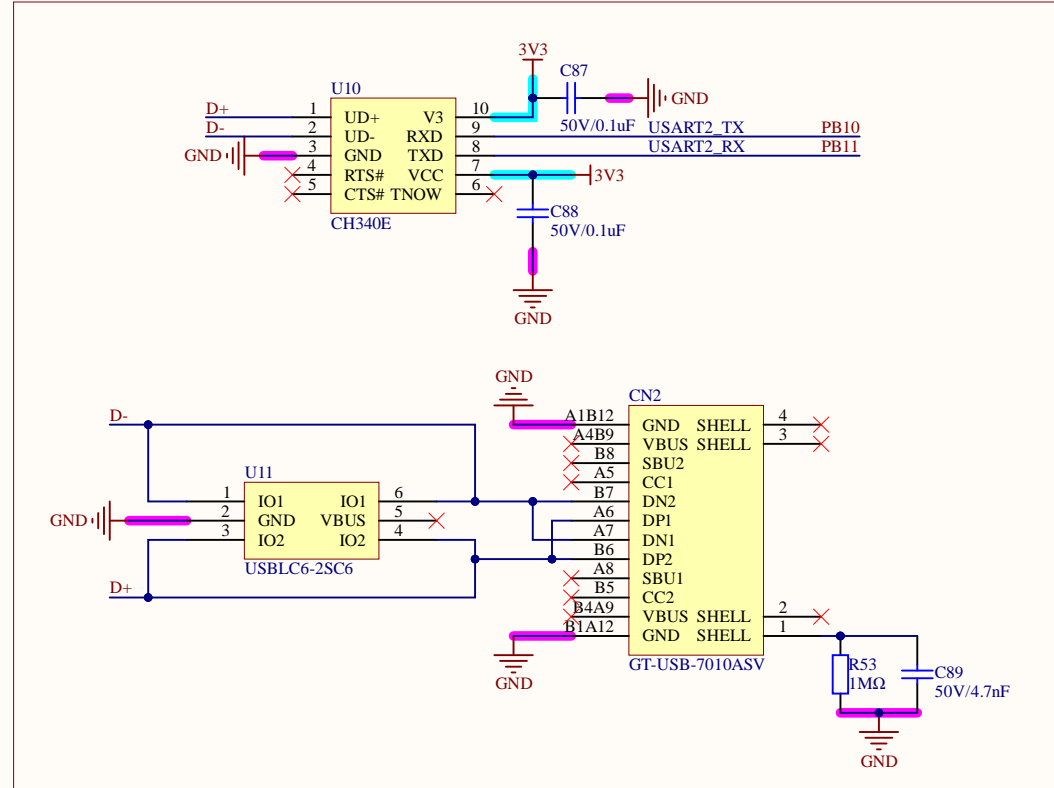 3V3
C87
GND
50V/0.1uF
U10
D+ 1 UD+ V3 10
D- 2 UD- RXD 9 USART2_TX PB10
GND 3 GND TXD 8 USART2_RX PB11
4 RTS# VCC 7 3V3
5 CTS# TNOW 6
CH340E
C88
50V/0.1uF
GND
GND
CN2
D-
A1B12 GND SHELL 4
A4B9 VBUS SHELL 3
B8 SBU2
A5 CC1
B7 DN2
A6 DP1
A7 DN1
B6 DP2
A8 SBU1
B5 CC2
B4A9 VBUS SHELL 2
B1A12 GND SHELL 1
GT-USB-7010ASV
GND
U11
1 IO1 IO1 6
GND 2 GND VBUS 5
3 IO2 IO2 4
USBLC6-2SC6
D+
R53
1MΩ
C89
50V/4.7nF
GND